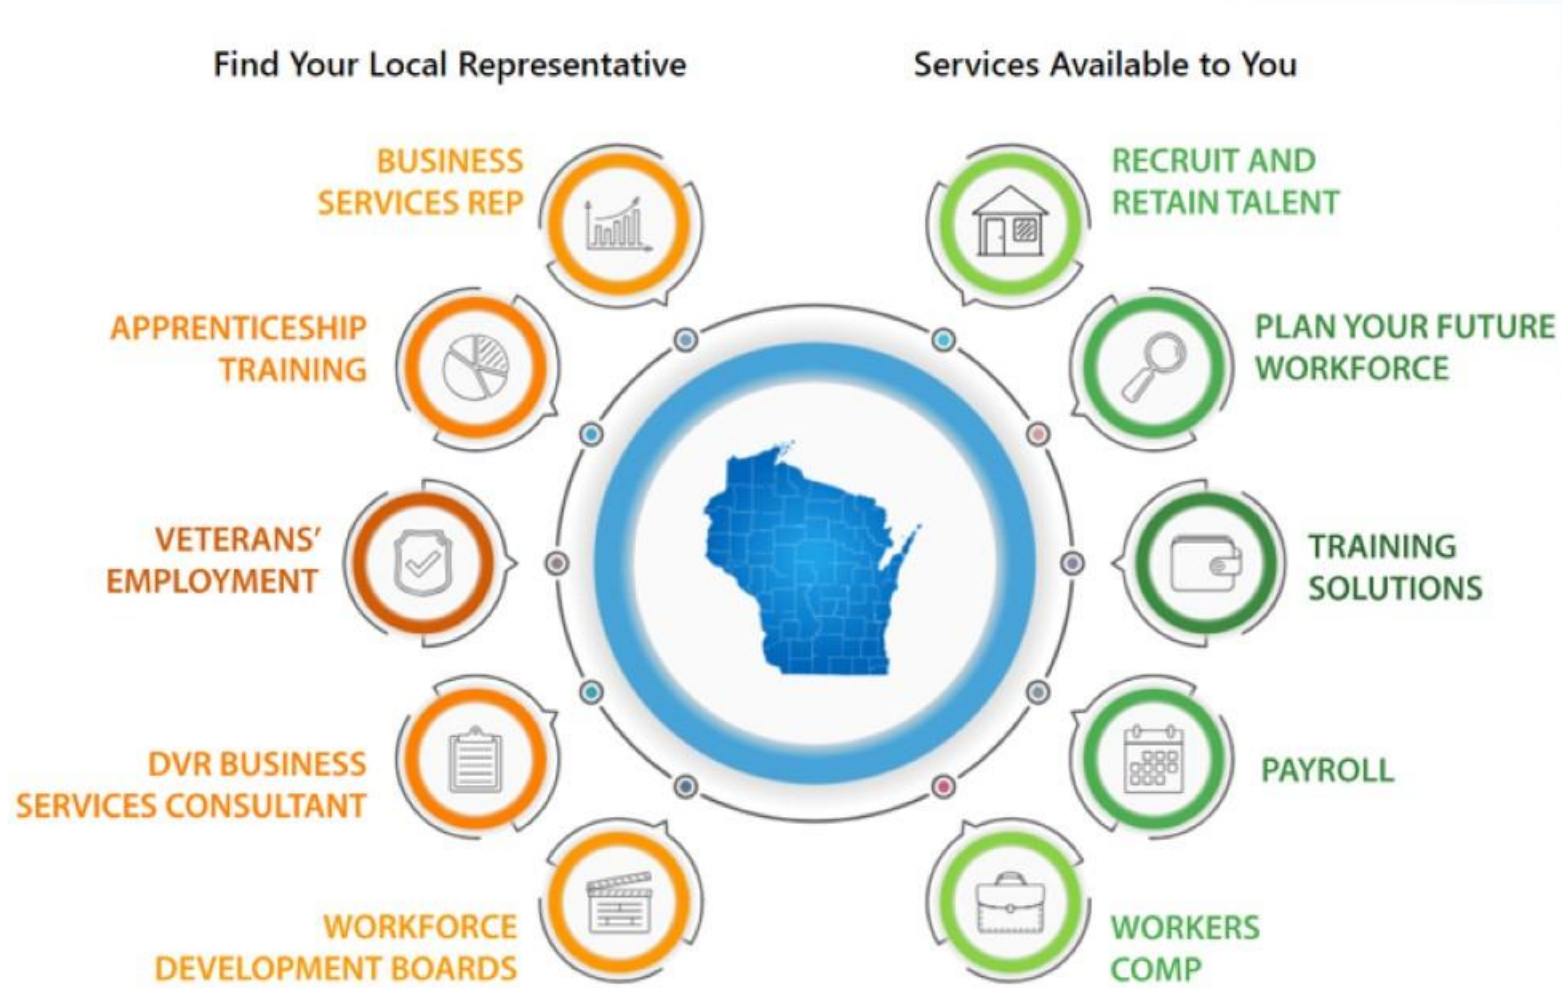 Find Your Local Representative
BUSINESS
SERVICES REP
APPRENTICESHIP
TRAINING
VETERANS’
EMPLOYMENT
DVR BUSINESS
SERVICES CONSULTANT
WORKFORCE
DEVELOPMENT BOARDS
Services Available to You
RECRUIT AND
RETAIN TALENT
PLAN YOUR FUTURE
WORKFORCE
TRAINING
SOLUTIONS
PAYROLL
WORKERS
COMP